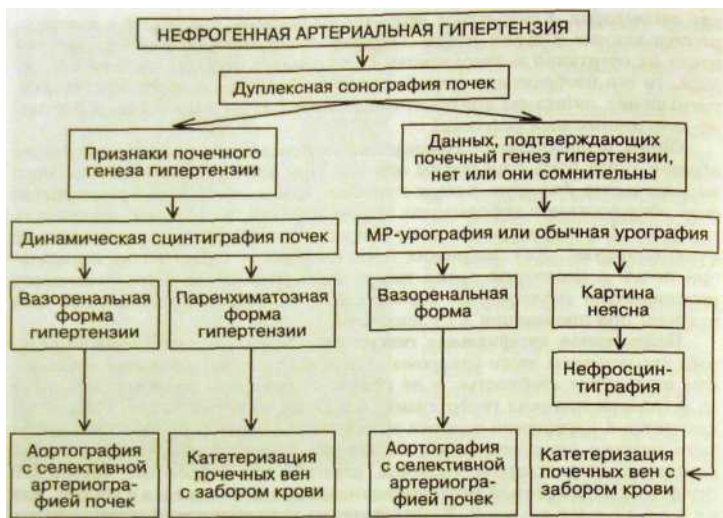 НЕФРОГЕННАЯ АРТЕРИАЛЬНАЯ ГИПЕРТЕНЗИЯ
Дуплексная сонография почек
Признаки почечного
генеза гипертензии
Данных, подтверждающих
почечный генез гипертензии,
нет или они сомнительны
Динамическая сцинтиграфия почек
МР-урография или обычная урография
Вазоренальная
форма
гипертензии
Паренхиматозная
форма
гипертензии
Вазоренальная
форма
Картина
неясна
Нефросцин-
тиграфия
Аортография
с селективной
артериогра-
фией почек
Катетеризация
почечных вен
с забором крови
Аортография
с селективной
артериогра-
фией почек
Катетеризация
почечных вен с
забором крови